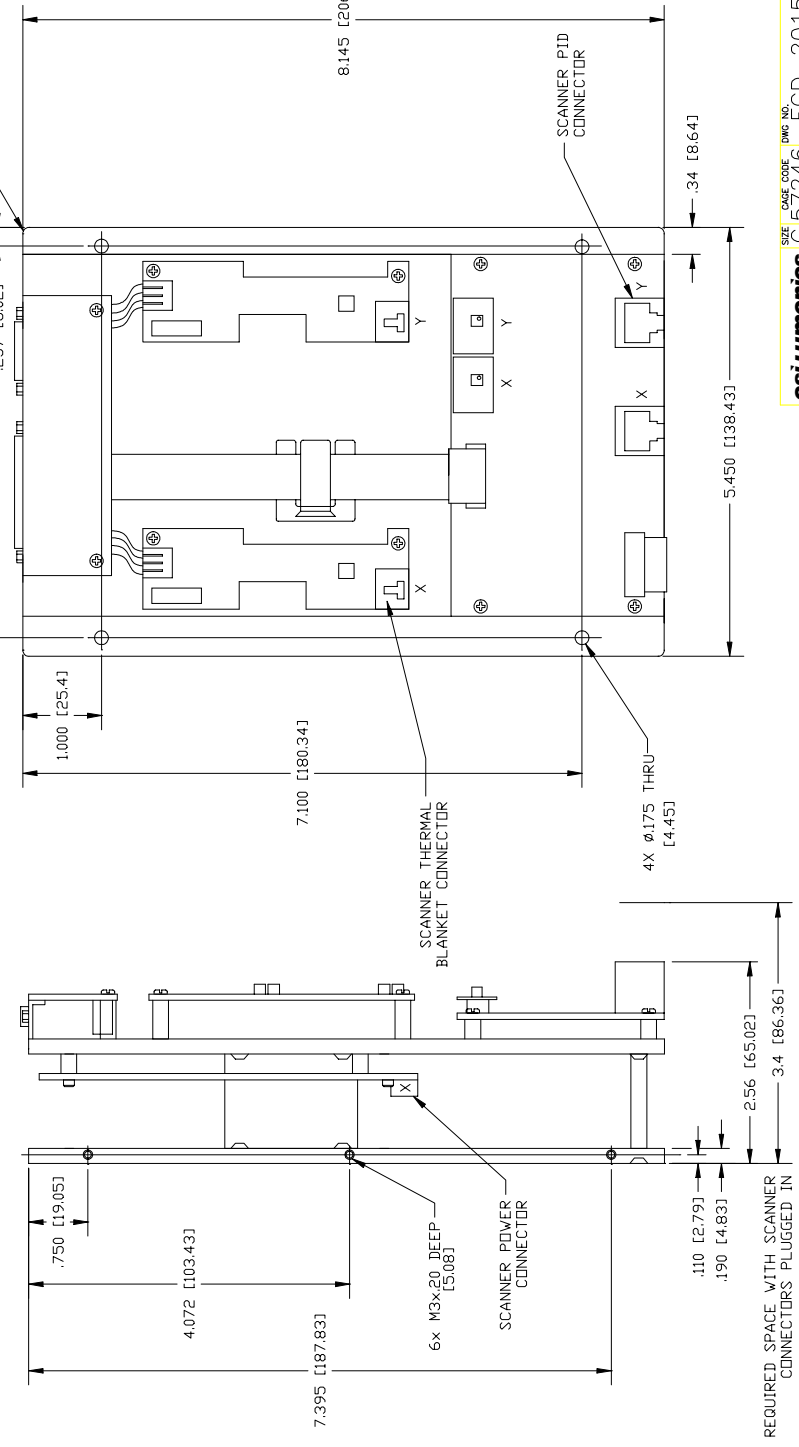 8.145 [20
SCANNER PID
CONNECTOR
.34 [8.64]
Y
X
Y
X
Y
X
X
5.450 [138.43]
1.000 [25.4]
7.100 [180.34]
SCANNER THERMAL
BLANKET CONNECTOR
4X ø.175 THRU
[4.45]
X
.750 [19.05]
4.072 [103.43]
7.395 [187.83]
6x M3x.20 DEEP
[5.08]
SCANNER POWER
CONNECTOR
2.56 [65.02]
3.4 [86.36]
.110 [2.79]
.190 [4.83]
REQUIRED SPACE WITH SCANNER
CONNECTORS PLUGGED IN
SIZE
CAGE CODE
DWG NO.